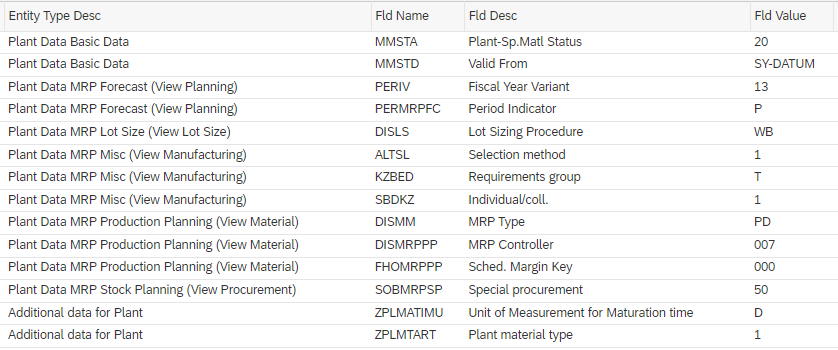 Entity Type Desc Fld Name Fld Desc Fld Value
Plant Data Basic Data MMSTA Plant-Sp.Matl Status 20
Plant Data Basic Data MMSTD Valid From SY-DATUM
Plant Data MRP Forecast (View Planning) PERIV Fiscal Year Variant 13
Plant Data MRP Forecast (View Planning) PERMRPFC Period Indicator P
Plant Data MRP Lot Size (View Lot Size) DISLS Lot Sizing Procedure WB
Plant Data MRP Misc (View Manufacturing) ALTSL Selection method 1
Plant Data MRP Misc (View Manufacturing) KZBED Requirements group T
Plant Data MRP Misc (View Manufacturing) SBDKZ Individual/coll. 1
Plant Data MRP Production Planning (View Material) DISMM MRP Type PD
Plant Data MRP Production Planning (View Material) DISMRPPP MRP Controller 007
Plant Data MRP Production Planning (View Material) FHOMRPPP Sched. Margin Key 000
Plant Data MRP Stock Planning (View Procurement) SOBMRPSP Special procurement 50
Additional data for Plant ZPLMATIMU Unit of Measurement for Maturation time D
Additional data for Plant ZPLMTART Plant material type 1